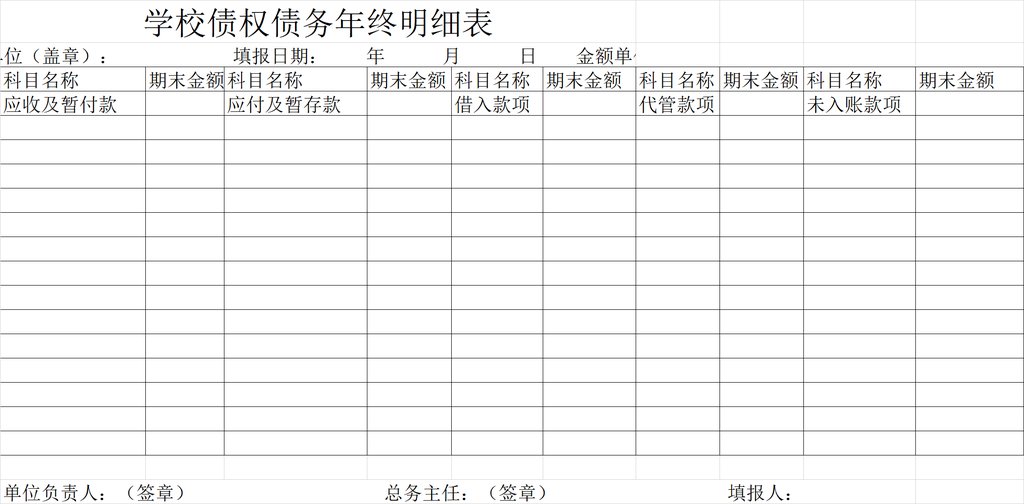 学校债权债务年终明细表
位（盖章）： 填报日期： 年 月 日 金额单
科目名称 期末金额 科目名称 期末金额 科目名称 期末金额 科目名称 期末金额 科目名称 期末金额
应收及暂付款 应付及暂存款 借入款项 代管款项 未入账款项
单位负责人：（签章） 总务主任：（签章） 填报人：